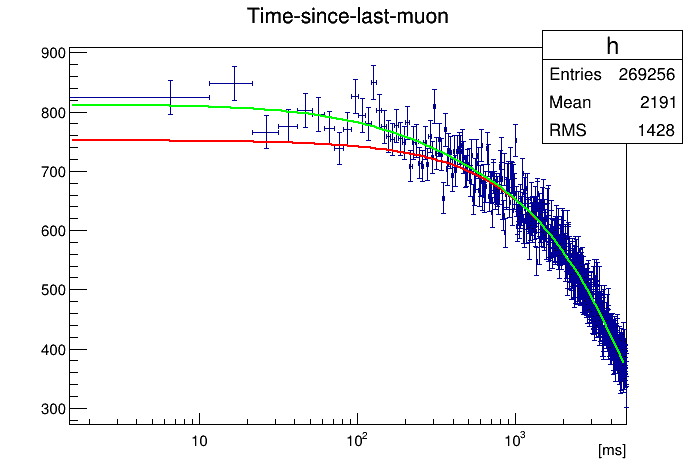 Time-since-last-muon
h
Entries 269256
Mean 2191
RMS 1428
900
800
700
600
500
400
300
10
10²
10³
[ms]